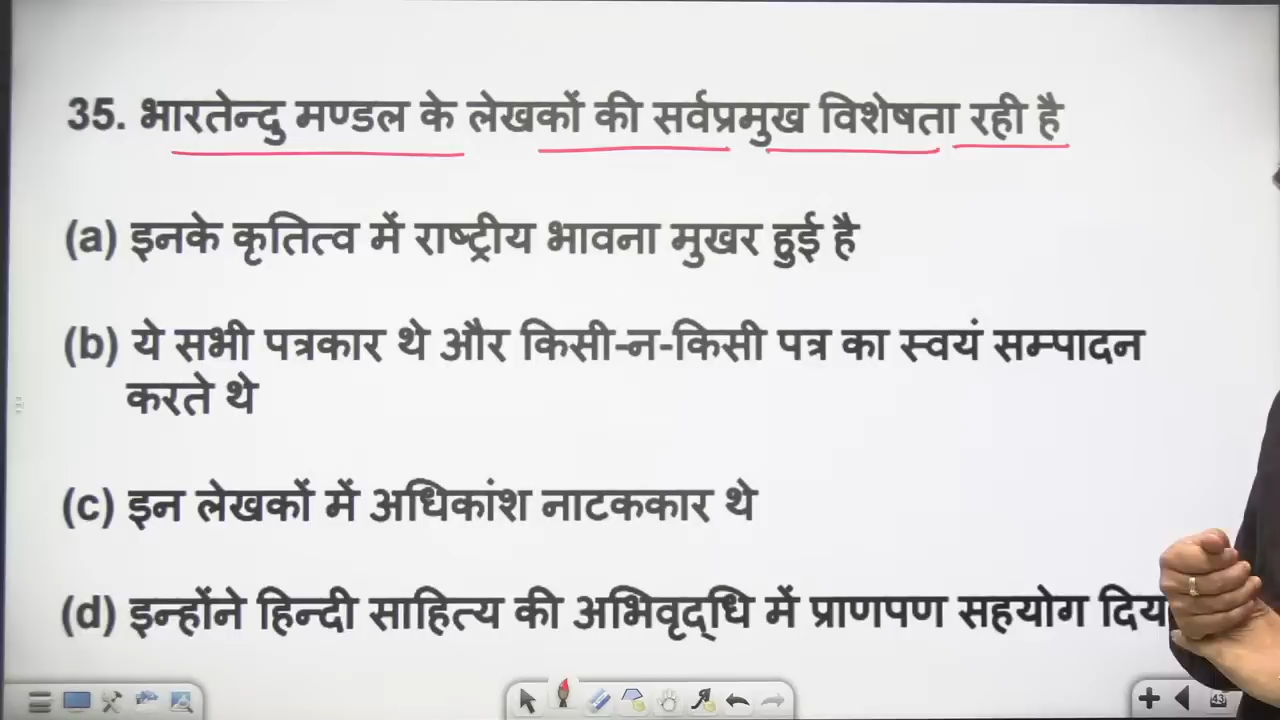 35. भारतेन्दु मण्डल के लेखकों की सर्वप्रमुख विशेषता रही है
(a) इनके कृतित्व में राष्ट्रीय भावना मुखर हुई है
(b) ये सभी पत्रकार थे और किसी-न-किसी पत्र का स्वयं सम्पादन
करते थे
(c) इन लेखकों में अधिकांश नाटककार थे
(d) इन्होंने हिन्दी साहित्य की अभिवृद्धि में प्राणपण सहयोग दिय
43